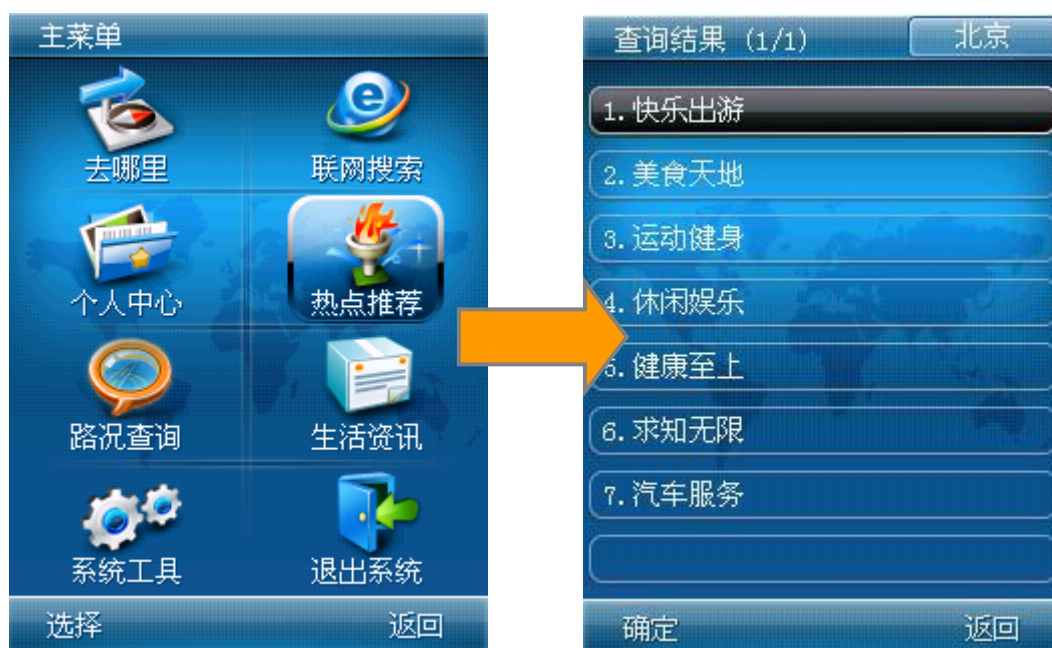 主菜单
去哪里
联网搜索
个人中心
热点推荐
路况查询
生活资讯
系统工具
退出系统
选择
返回
查询结果 (1/1)
北京
1.快乐出游
2.美食天地
3.运动健身
4.休闲娱乐
5.健康至上
6.求知无限
7.汽车服务
确定
返回